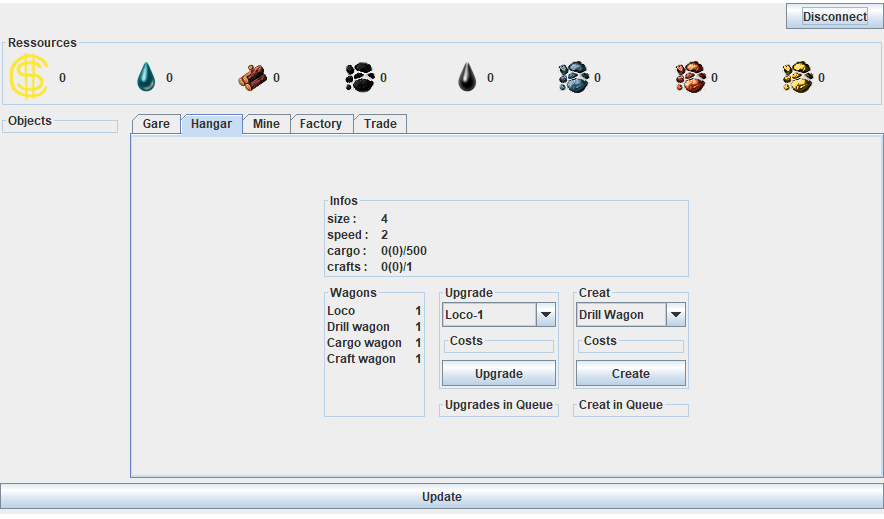 Disconnect
Ressources
0 0 0 0 0 0 0 0
Objects
Gare Hangar Mine Factory Trade
Infos
size : 4
speed : 2
cargo : 0(0)/500
crafts : 0(0)/1
Wagons
Loco 1
Drill wagon 1
Cargo wagon 1
Craft wagon 1
Upgrade
Loco-1
Costs
Upgrade
Upgrades in Queue
Creat
Drill Wagon
Costs
Create
Creat in Queue
Update